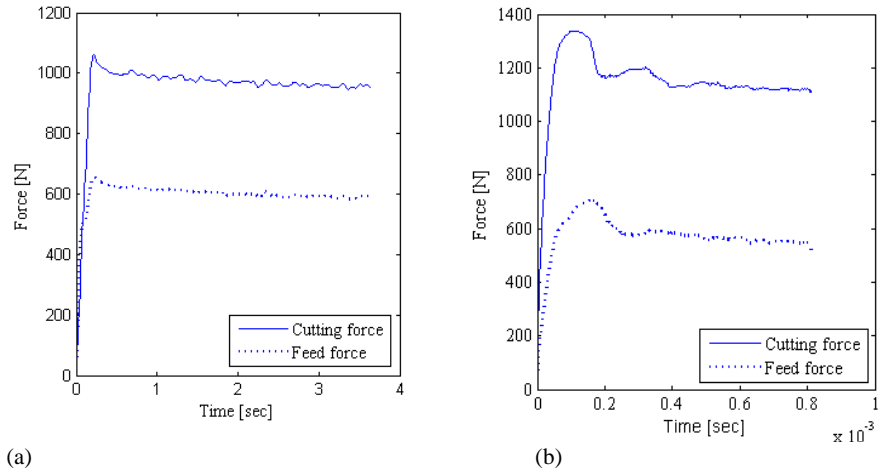 1200
1000
800
600
400
200
0
Force [N]
0 1 2 3 4
Time [sec]
Cutting force
Feed force
(a)
1400
1200
1000
800
600
400
200
0
Force [N]
0 0.2 0.4 0.6 0.8 1
Time [sec]
x 10⁻³
Cutting force
Feed force
(b)